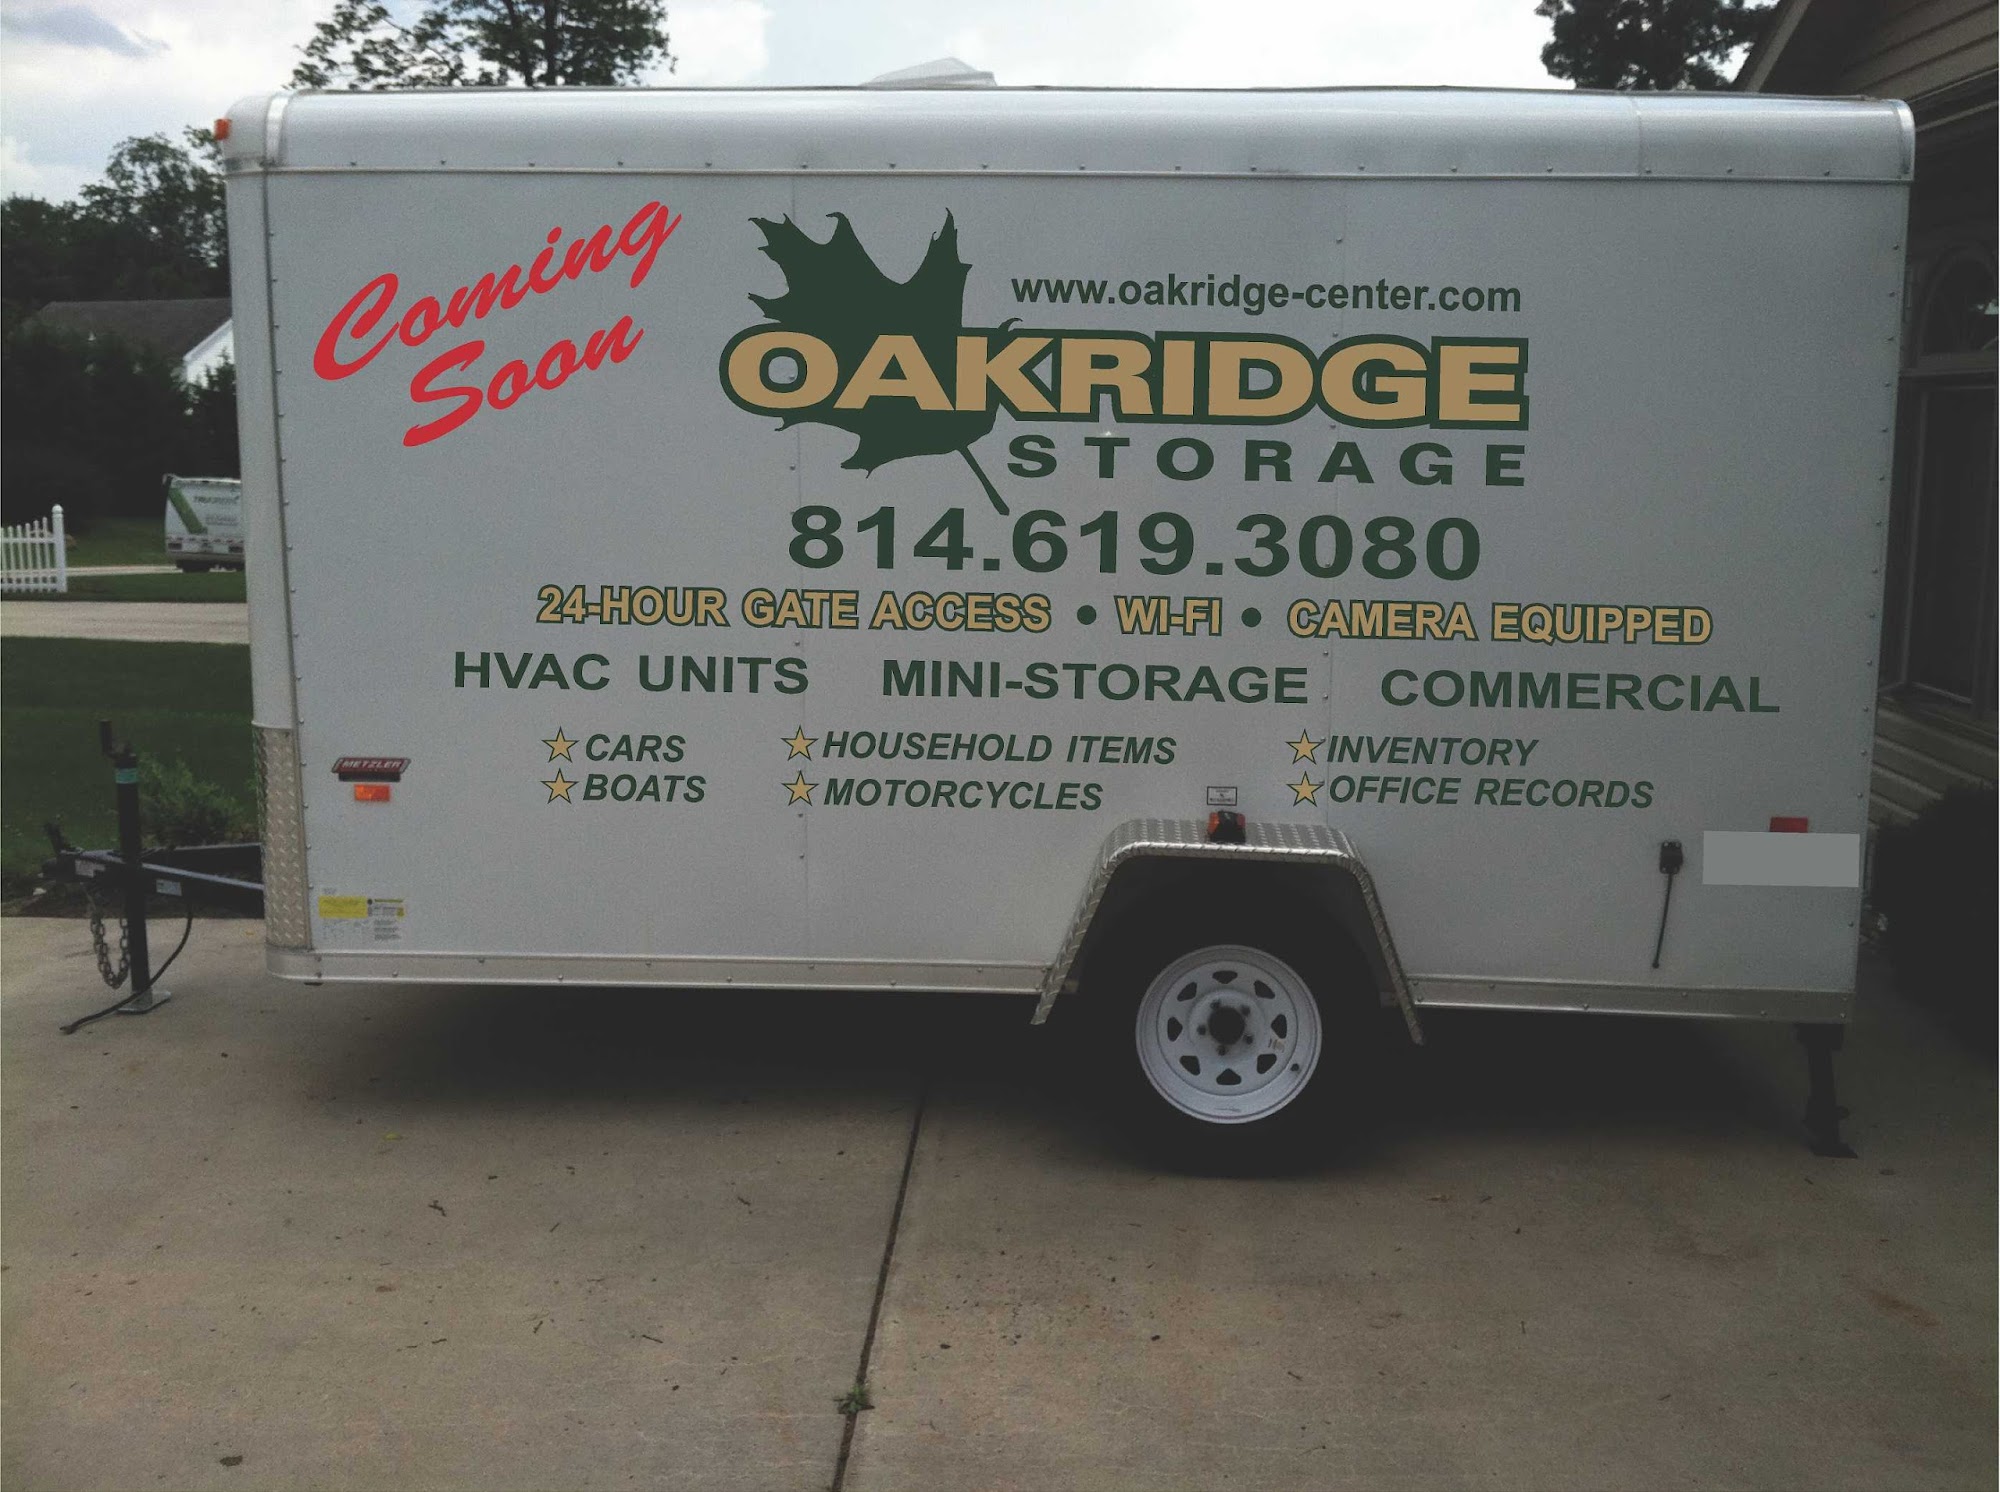 Coming
Soon
www.oakridge-center.com
OAKRIDGE
STORAGE
814.619.3080
24-HOUR GATE ACCESS • WI-FI • CAMERA EQUIPPED
HVAC UNITS MINI-STORAGE COMMERCIAL
CARS HOUSEHOLD ITEMS INVENTORY
BOATS MOTORCYCLES OFFICE RECORDS
METZLER